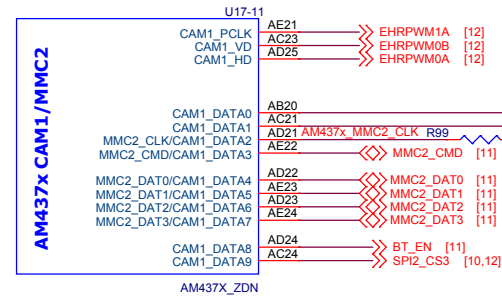 U17-11
AM437x CAM1/MMC2
CAM1_PCLK AE21 EHRPWM1A [12]
CAM1_VD AC23 EHRPWM0B [12]
CAM1_HD AD25 EHRPWM0A [12]
CAM1_DATA0 AB20
CAM1_DATA1 AC21
MMC2_CLK/CAM1_DATA2 AD21 AM437x_MMC2_CLK R99
MMC2_CMD/CAM1_DATA3 AE22 MMC2_CMD [11]
MMC2_DAT0/CAM1_DATA4 AD22 MMC2_DAT0 [11]
MMC2_DAT1/CAM1_DATA5 AE23 MMC2_DAT1 [11]
MMC2_DAT2/CAM1_DATA6 AD23 MMC2_DAT2 [11]
MMC2_DAT3/CAM1_DATA7 AE24 MMC2_DAT3 [11]
CAM1_DATA8 AD24 BT_EN [11]
CAM1_DATA9 AC24 SPI2_CS3 [10,12]
AM437X_ZDN